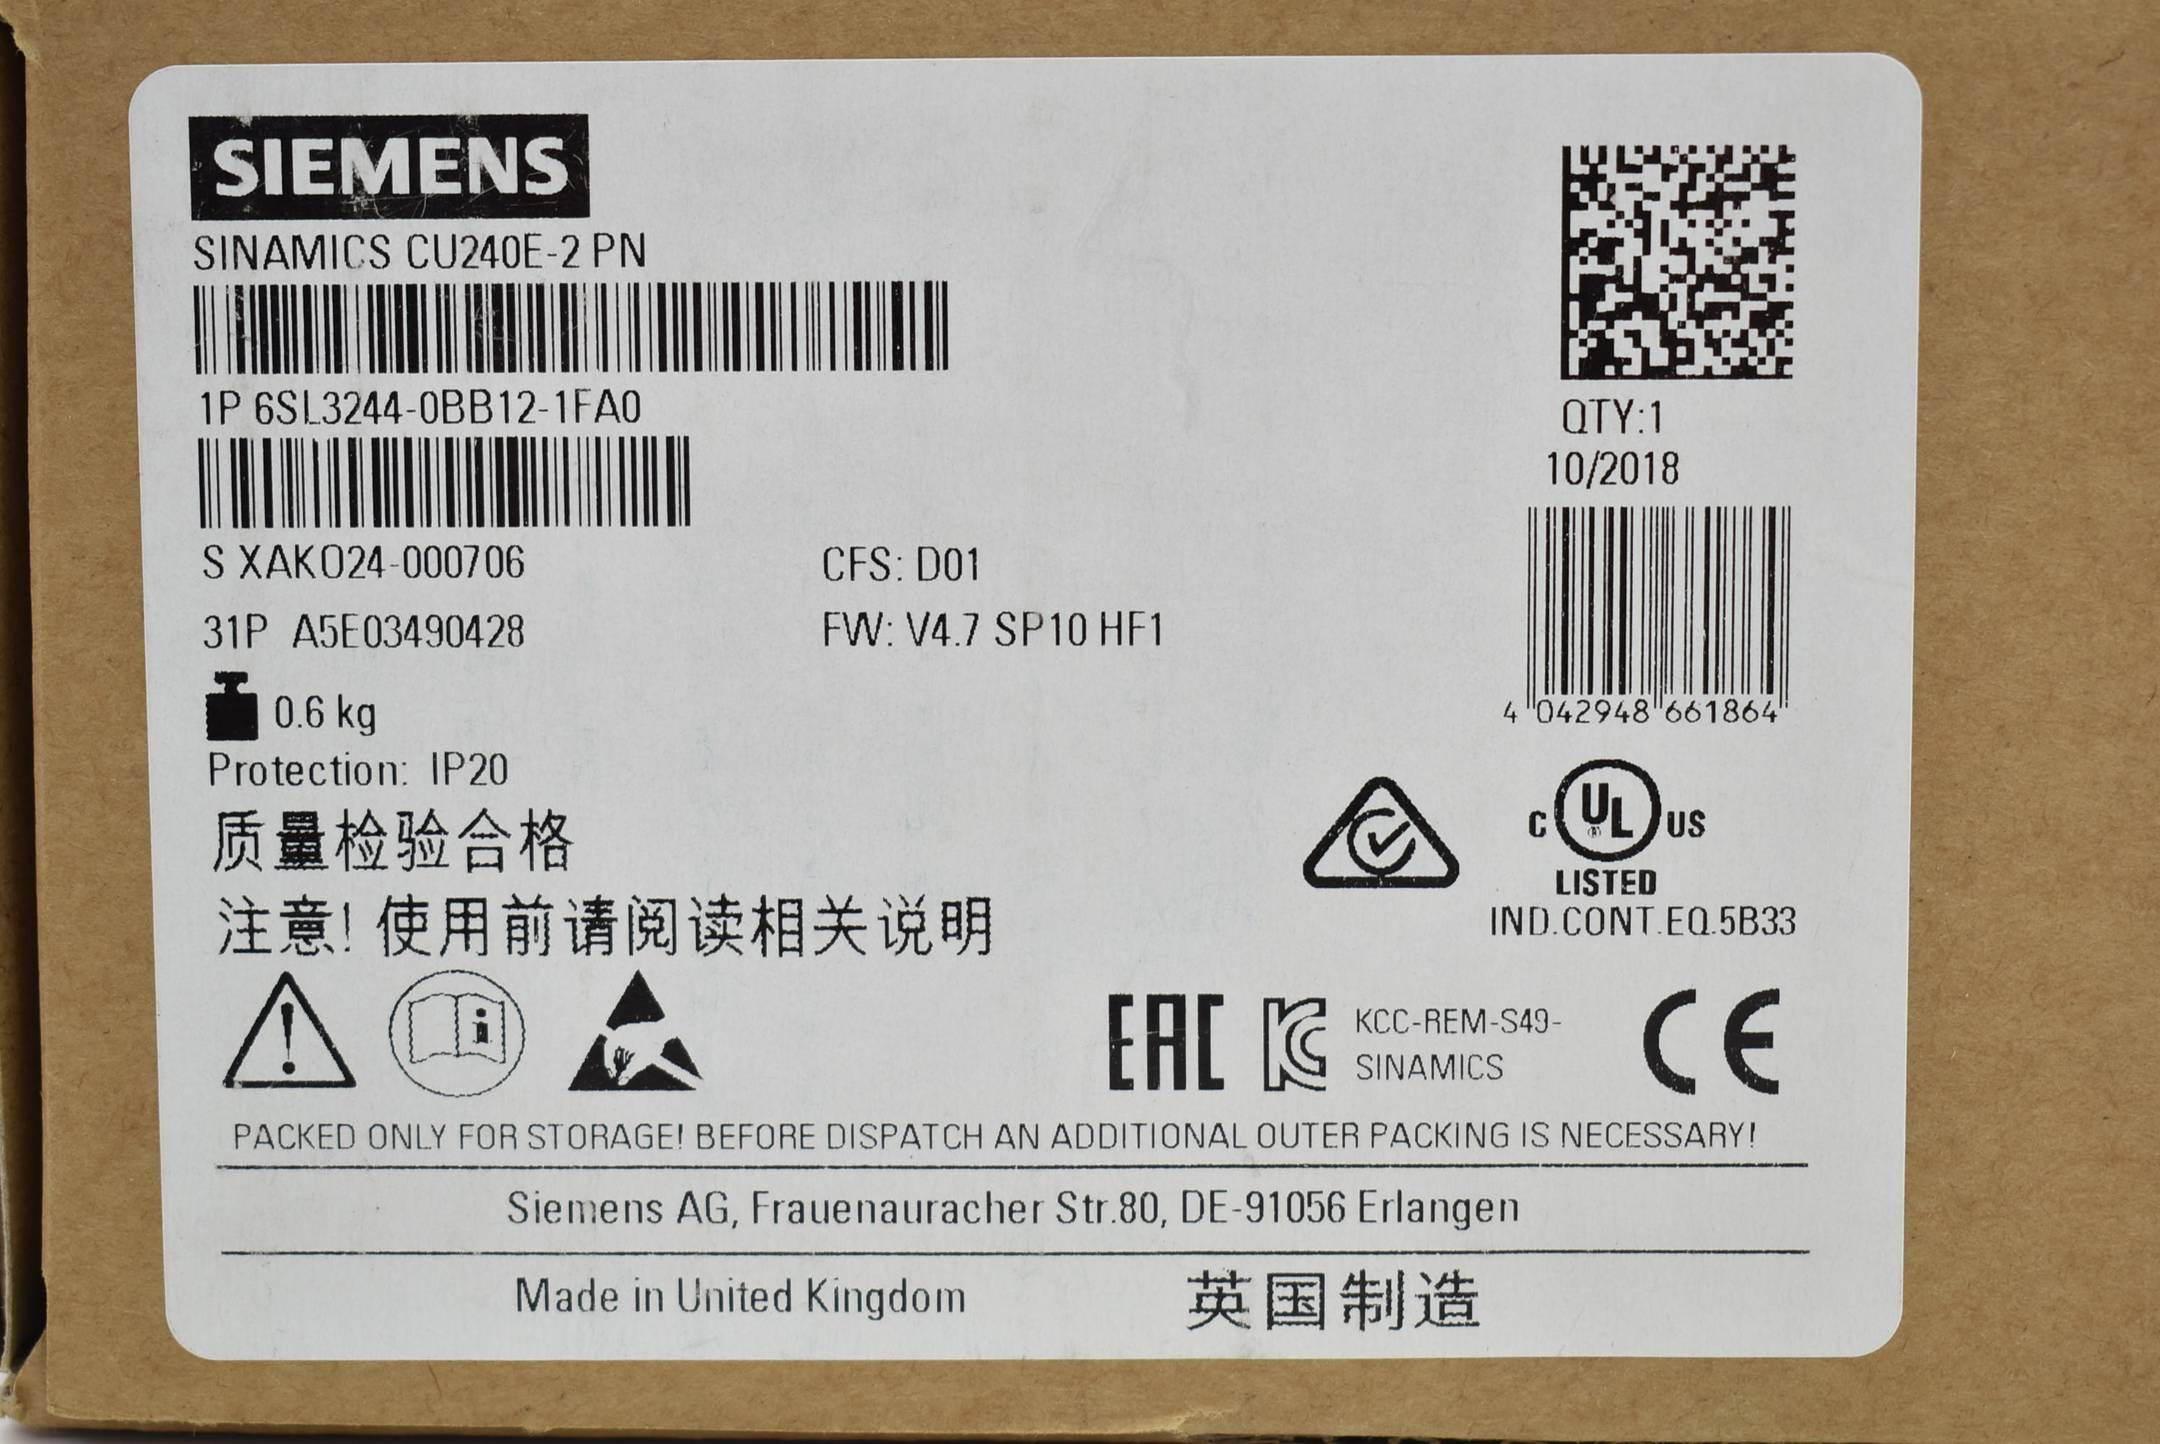 SIEMENS
SINAMICS CU240E-2 PN
1P 6SL3244-0BB12-1FA0
QTY:1
10/2018
S XAKO24-000706
CFS: D01
31P A5E03490428
FW: V4.7 SP10 HF1
4 042948 661864
0.6 kg
Protection: IP20
质量检验合格
C UL US
LISTED
IND.CONT.EQ.5B33
注意! 使用前请阅读相关说明
EAC
KC
KCC-REM-S49-
SINAMICS
CE
PACKED ONLY FOR STORAGE! BEFORE DISPATCH AN ADDITIONAL OUTER PACKING IS NECESSARY!
Siemens AG, Frauenauracher Str.80, DE-91056 Erlangen
Made in United Kingdom 英国制造